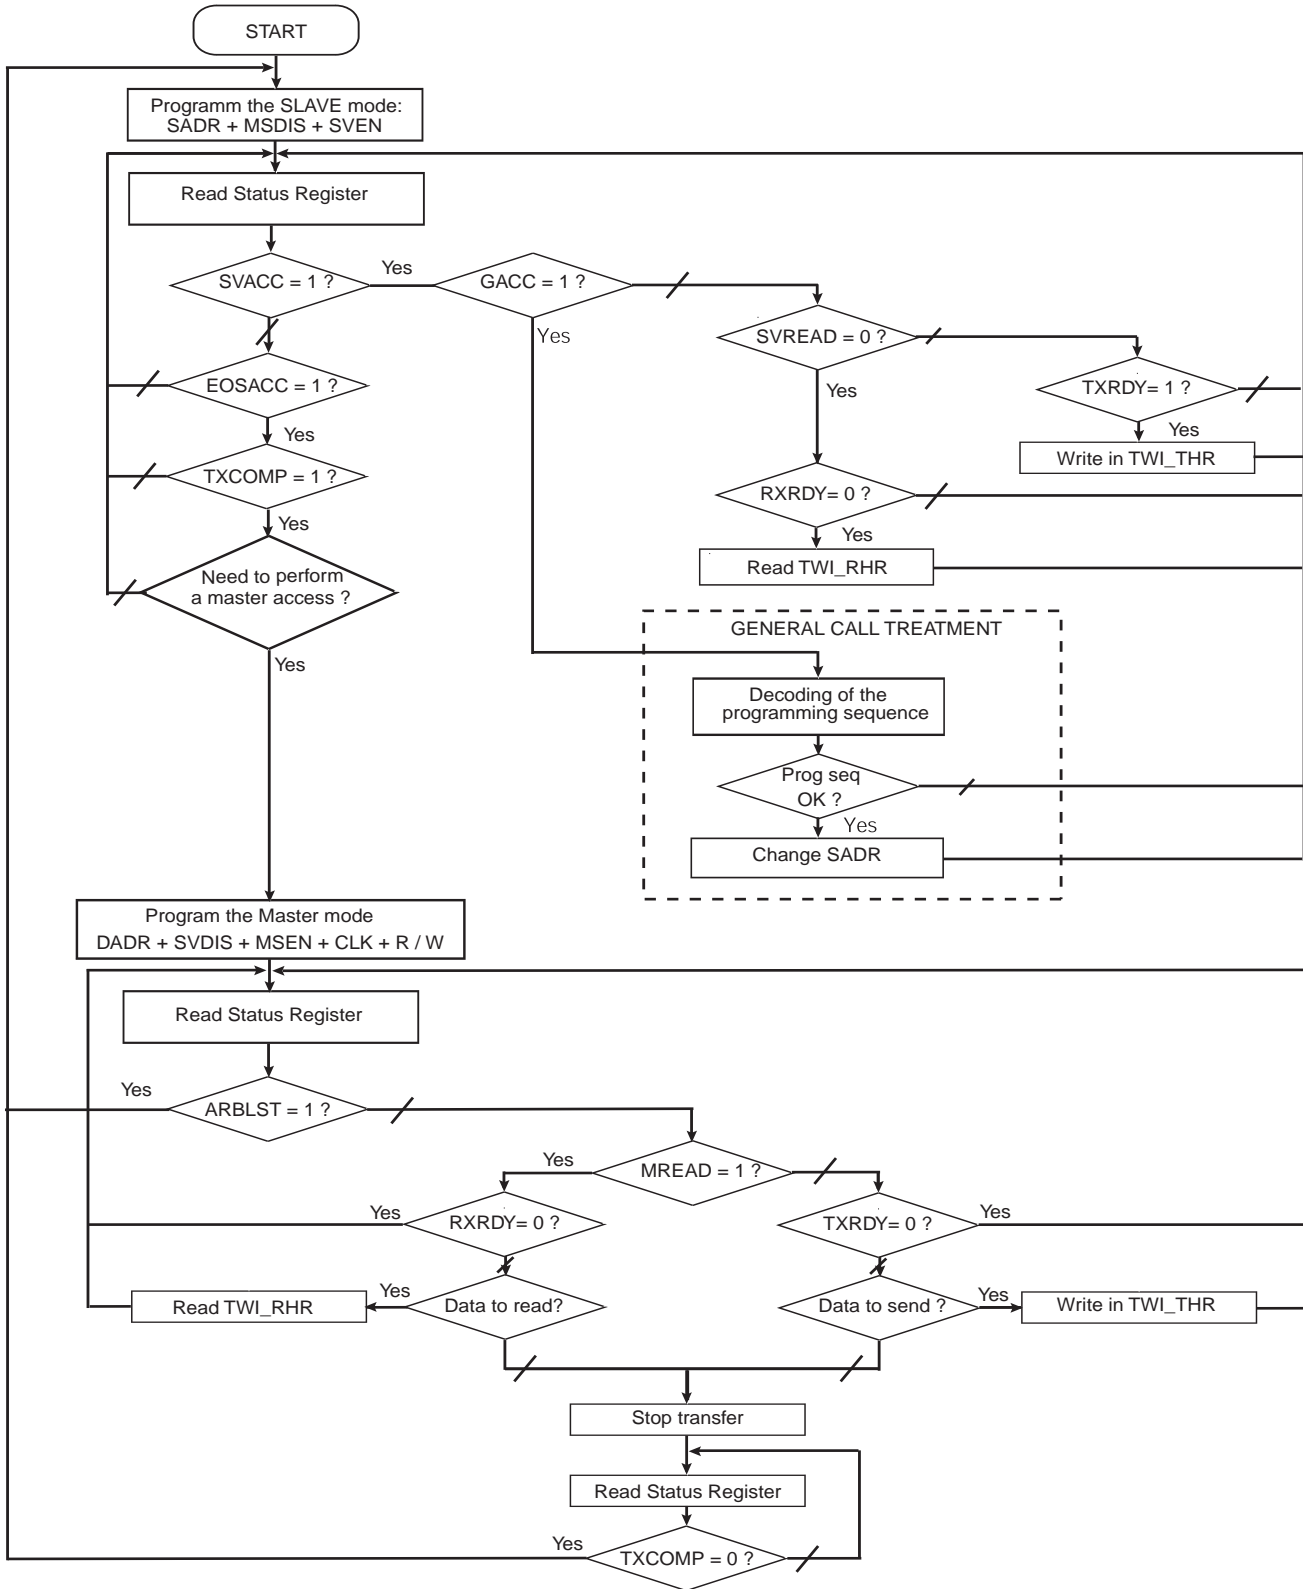 START
Programm the SLAVE mode:
SADR + MSDIS + SVEN
Read Status Register
SVACC = 1 ?
Yes
GACC = 1 ?
Yes
SVREAD = 0 ?
Yes
TXRDY= 1 ?
Yes
Write in TWI_THR
EOSACC = 1 ?
Yes
TXCOMP = 1 ?
Yes
RXRDY= 0 ?
Yes
Read TWI_RHR
Need to perform
a master access ?
Yes
GENERAL CALL TREATMENT
Decoding of the
programming sequence
Prog seq
OK ?
Yes
Change SADR
Program the Master mode
DADR + SVDIS + MSEN + CLK + R / W
Read Status Register
Yes
ARBLST = 1 ?
Yes
MREAD = 1 ?
Yes
RXRDY= 0 ?
TXRDY= 0 ?
Yes
Read TWI_RHR
Yes
Data to read?
Data to send ?
Yes
Write in TWI_THR
Stop transfer
Read Status Register
Yes
TXCOMP = 0 ?